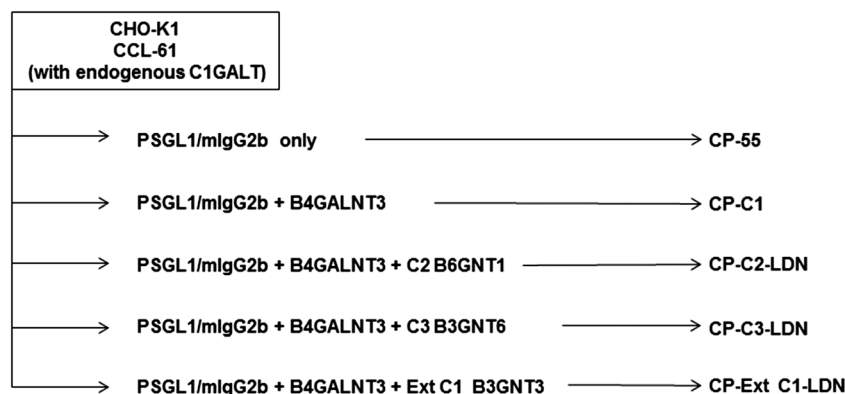 CHO-K1
CCL-61
(with endogenous C1GALT)
PSGL1/mIgG2b only CP-55
PSGL1/mIgG2b + B4GALNT3 CP-C1
PSGL1/mIgG2b + B4GALNT3 + C2 B6GNT1 CP-C2-LDN
PSGL1/mIgG2b + B4GALNT3 + C3 B3GNT6 CP-C3-LDN
PSGL1/mIgG2b + B4GALNT3 + Ext C1 B3GNT3 CP-Ext C1-LDN